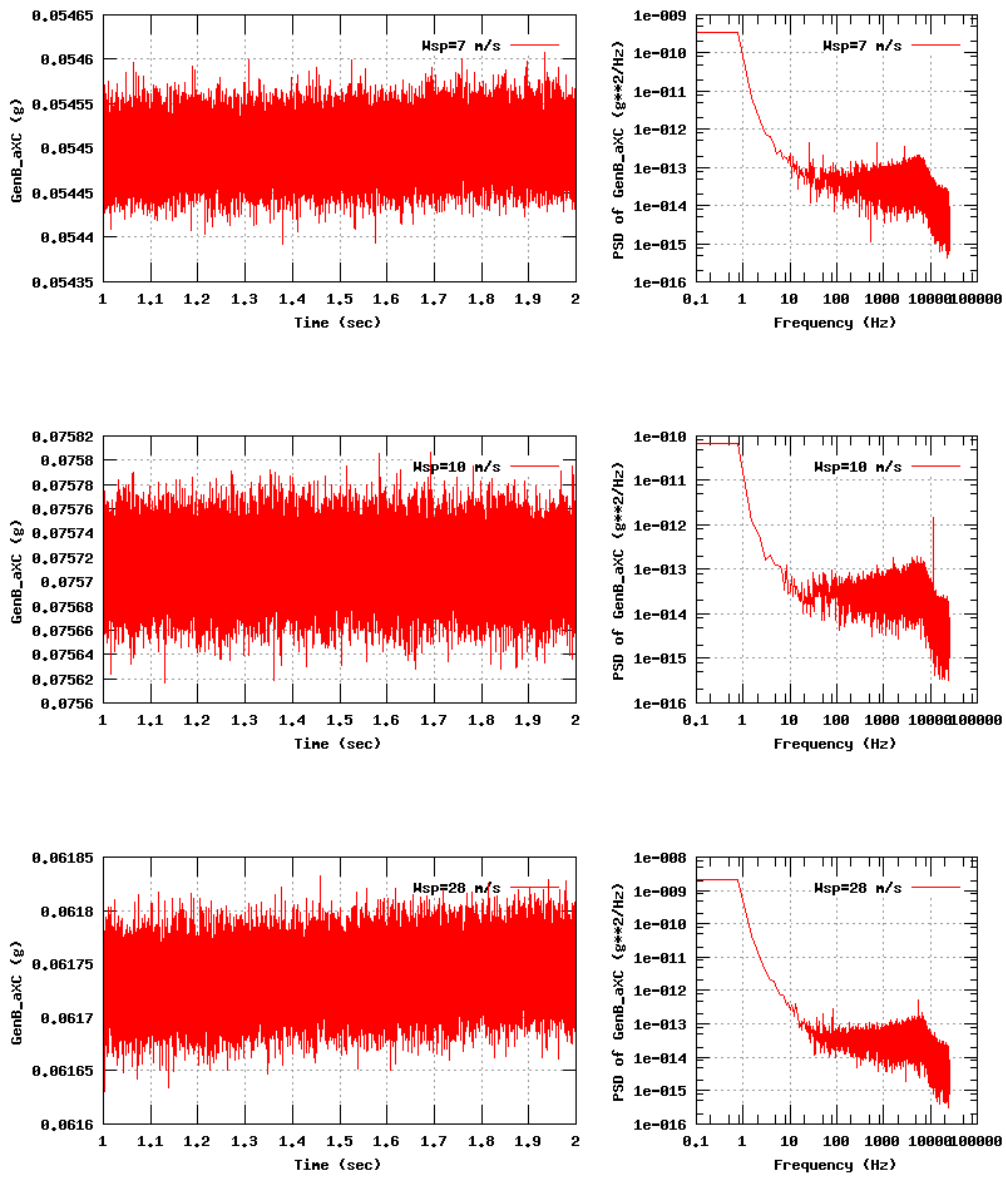 0.05465
0.0546
0.05455
0.0545
0.05445
0.0544
0.05435
GenB_aXC (g)
Wsp=7 m/s
1 1.1 1.2 1.3 1.4 1.5 1.6 1.7 1.8 1.9 2
Time (sec)
1e-009
1e-010
1e-011
1e-012
1e-013
1e-014
1e-015
1e-016
PSD of GenB_aXC (g**2/Hz)
Wsp=7 m/s
0.1 1 10 100 1000 10000 100000
Frequency (Hz)
0.07582
0.0758
0.07578
0.07576
0.07574
0.07572
0.0757
0.07568
0.07566
0.07564
0.07562
0.0756
GenB_aXC (g)
Wsp=10 m/s
1 1.1 1.2 1.3 1.4 1.5 1.6 1.7 1.8 1.9 2
Time (sec)
1e-010
1e-011
1e-012
1e-013
1e-014
1e-015
1e-016
PSD of GenB_aXC (g**2/Hz)
Wsp=10 m/s
0.1 1 10 100 1000 10000 100000
Frequency (Hz)
0.06185
0.0618
0.06175
0.0617
0.06165
0.0616
GenB_aXC (g)
Wsp=28 m/s
1 1.1 1.2 1.3 1.4 1.5 1.6 1.7 1.8 1.9 2
Time (sec)
1e-008
1e-009
1e-010
1e-011
1e-012
1e-013
1e-014
1e-015
1e-016
PSD of GenB_aXC (g**2/Hz)
Wsp=28 m/s
0.1 1 10 100 1000 10000 100000
Frequency (Hz)